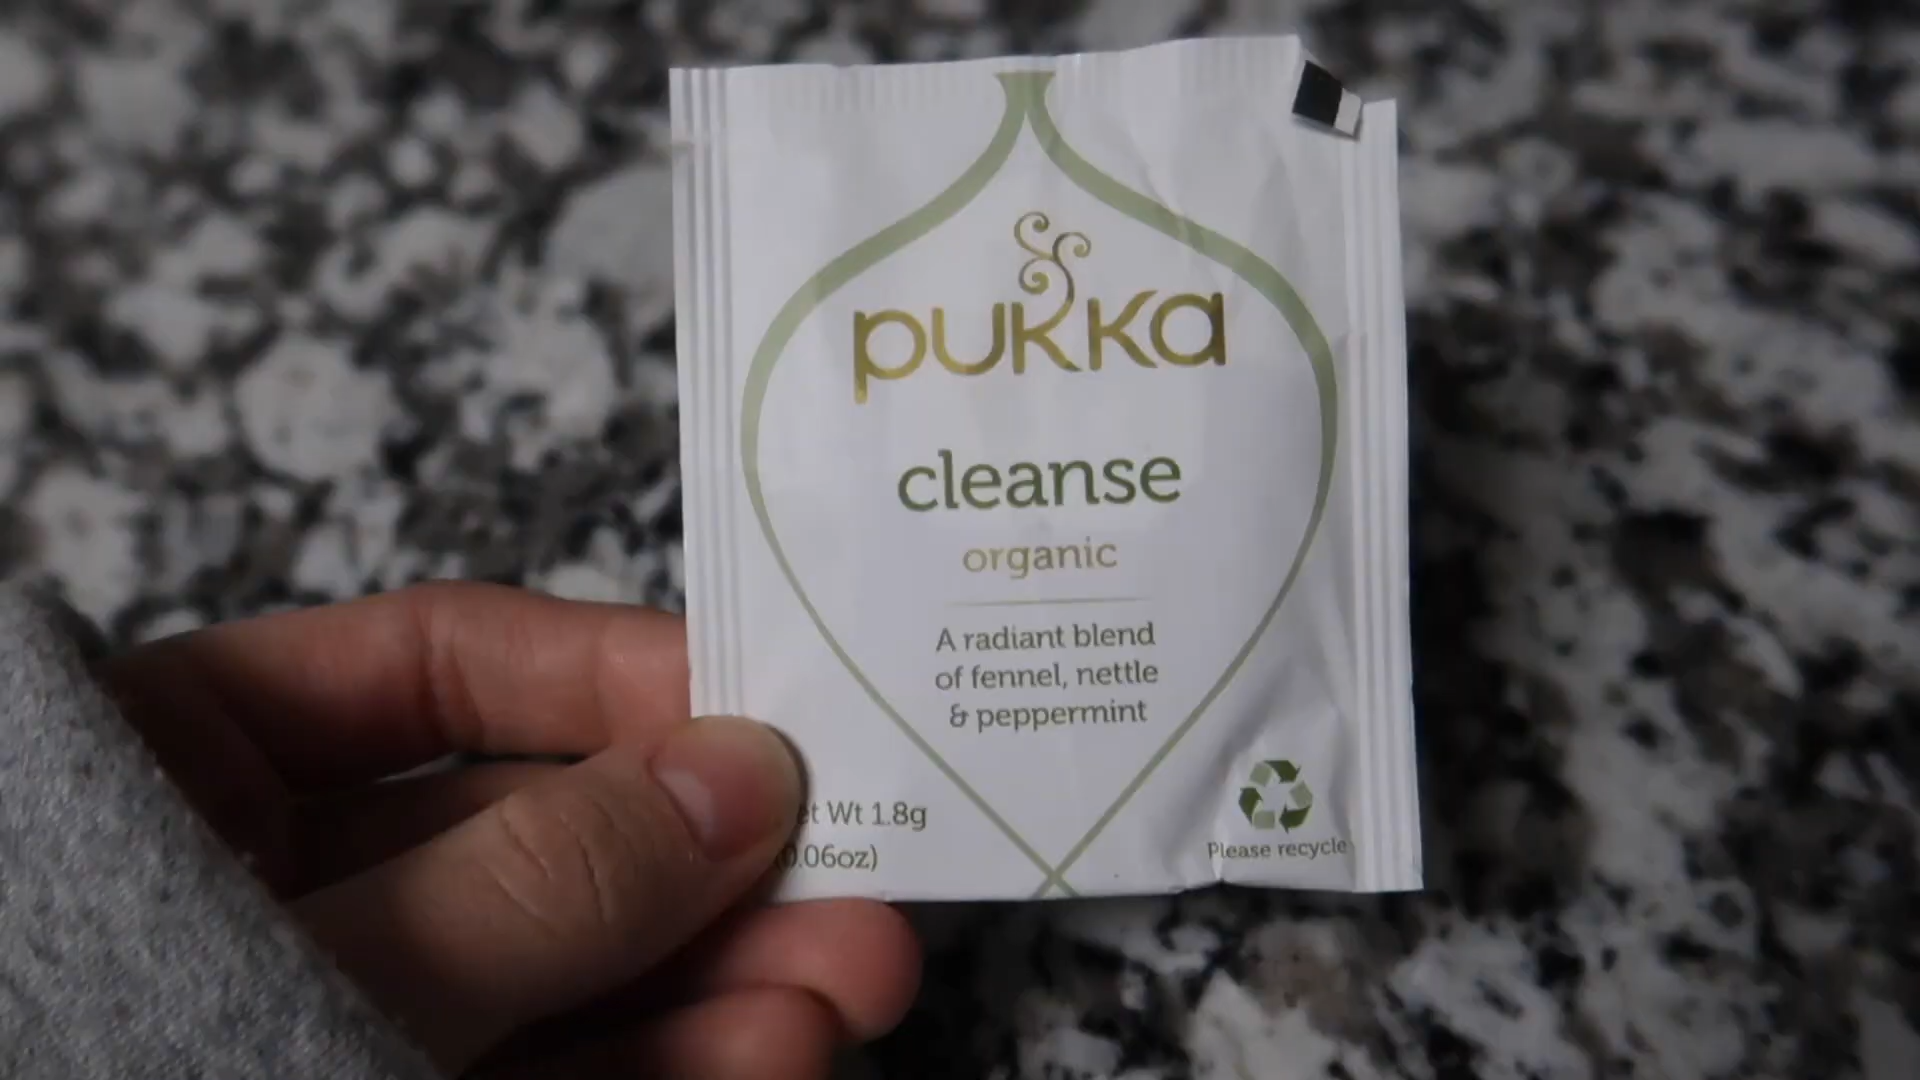 pukka
cleanse
organic
A radiant blend
of fennel, nettle
& peppermint
et Wt 1.8g
0.06oz)
Please recycle